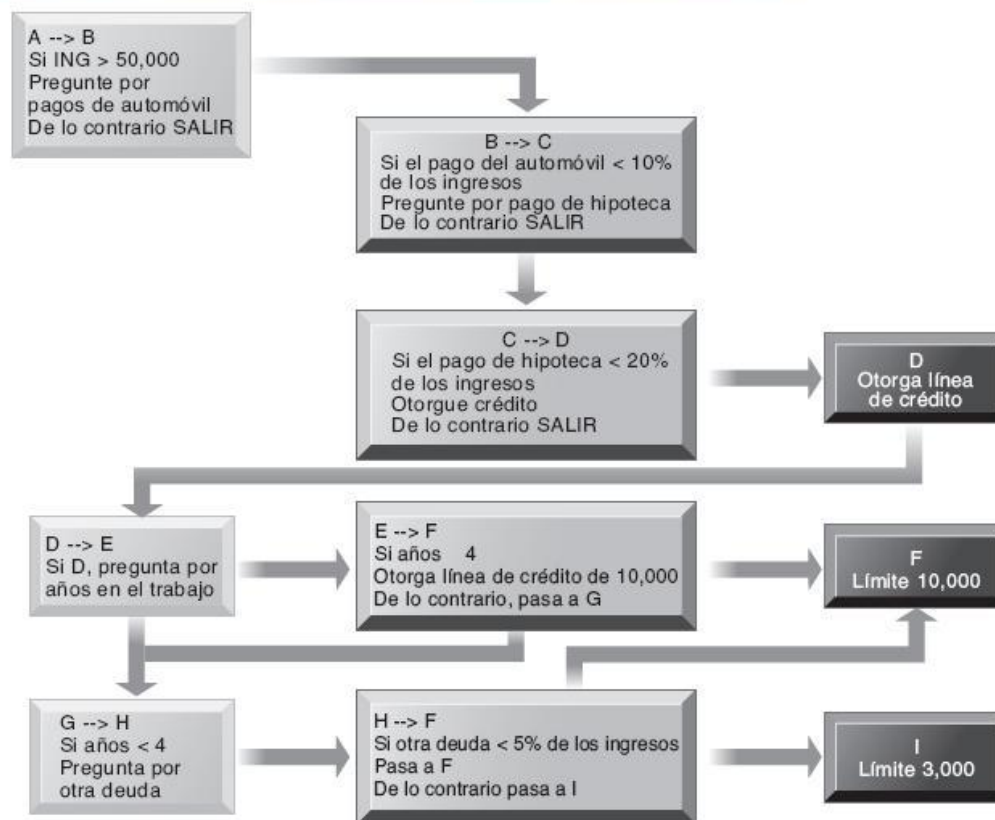 A --> B
Si ING > 50,000
Pregunte por
pagos de automóvil
De lo contrario SALIR
B --> C
Si el pago del automóvil < 10%
de los ingresos
Pregunte por pago de hipoteca
De lo contrario SALIR
C --> D
Si el pago de hipoteca < 20%
de los ingresos
Otorgue crédito
De lo contrario SALIR
D
Otorga línea
de crédito
D --> E
Si D, pregunta por
años en el trabajo
E --> F
Si años 4
Otorga línea de crédito de 10,000
De lo contrario, pasa a G
F
Límite 10,000
G --> H
Si años < 4
Pregunta por
otra deuda
H --> F
Si otra deuda < 5% de los ingresos
Pasa a F
De lo contrario pasa a I
I
Límite 3,000